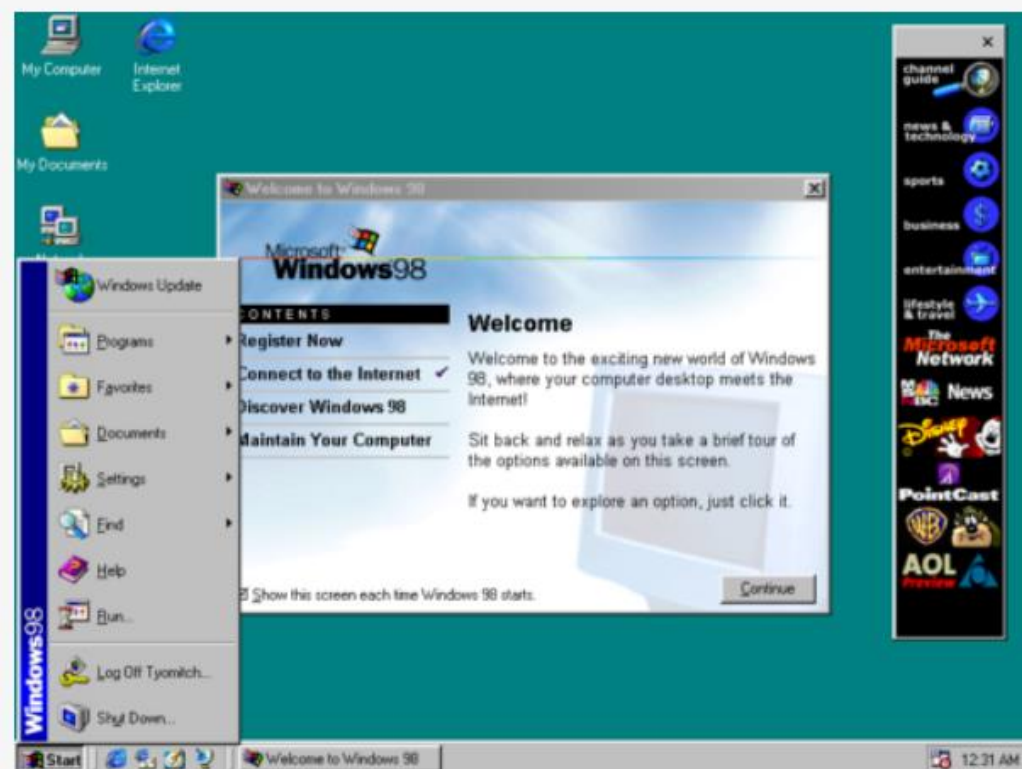 My Computer
Internet
Explorer
My Documents
Welcome to Windows 98
Microsoft
Windows98
CONTENTS
Register Now
Connect to the Internet
Discover Windows 98
Maintain Your Computer
Welcome
Welcome to the exciting new world of Windows
98, where your computer desktop meets the
Internet!
Sit back and relax as you take a brief tour of
the options available on this screen.
If you want to explore an option, just click it.
Show this screen each time Windows 98 starts.
Continue
Windows Update
Programs
Favorites
Documents
Settings
Find
Help
Run...
Log Off Tyomitch...
Shut Down...
Windows98
channel
guide
news &
technology
sports
business
entertainment
lifestyle
& travel
The
Microsoft
Network
News
Disney
PointCast
WB
AOL
Preview
Start
Welcome to Windows 98
12:31 AM